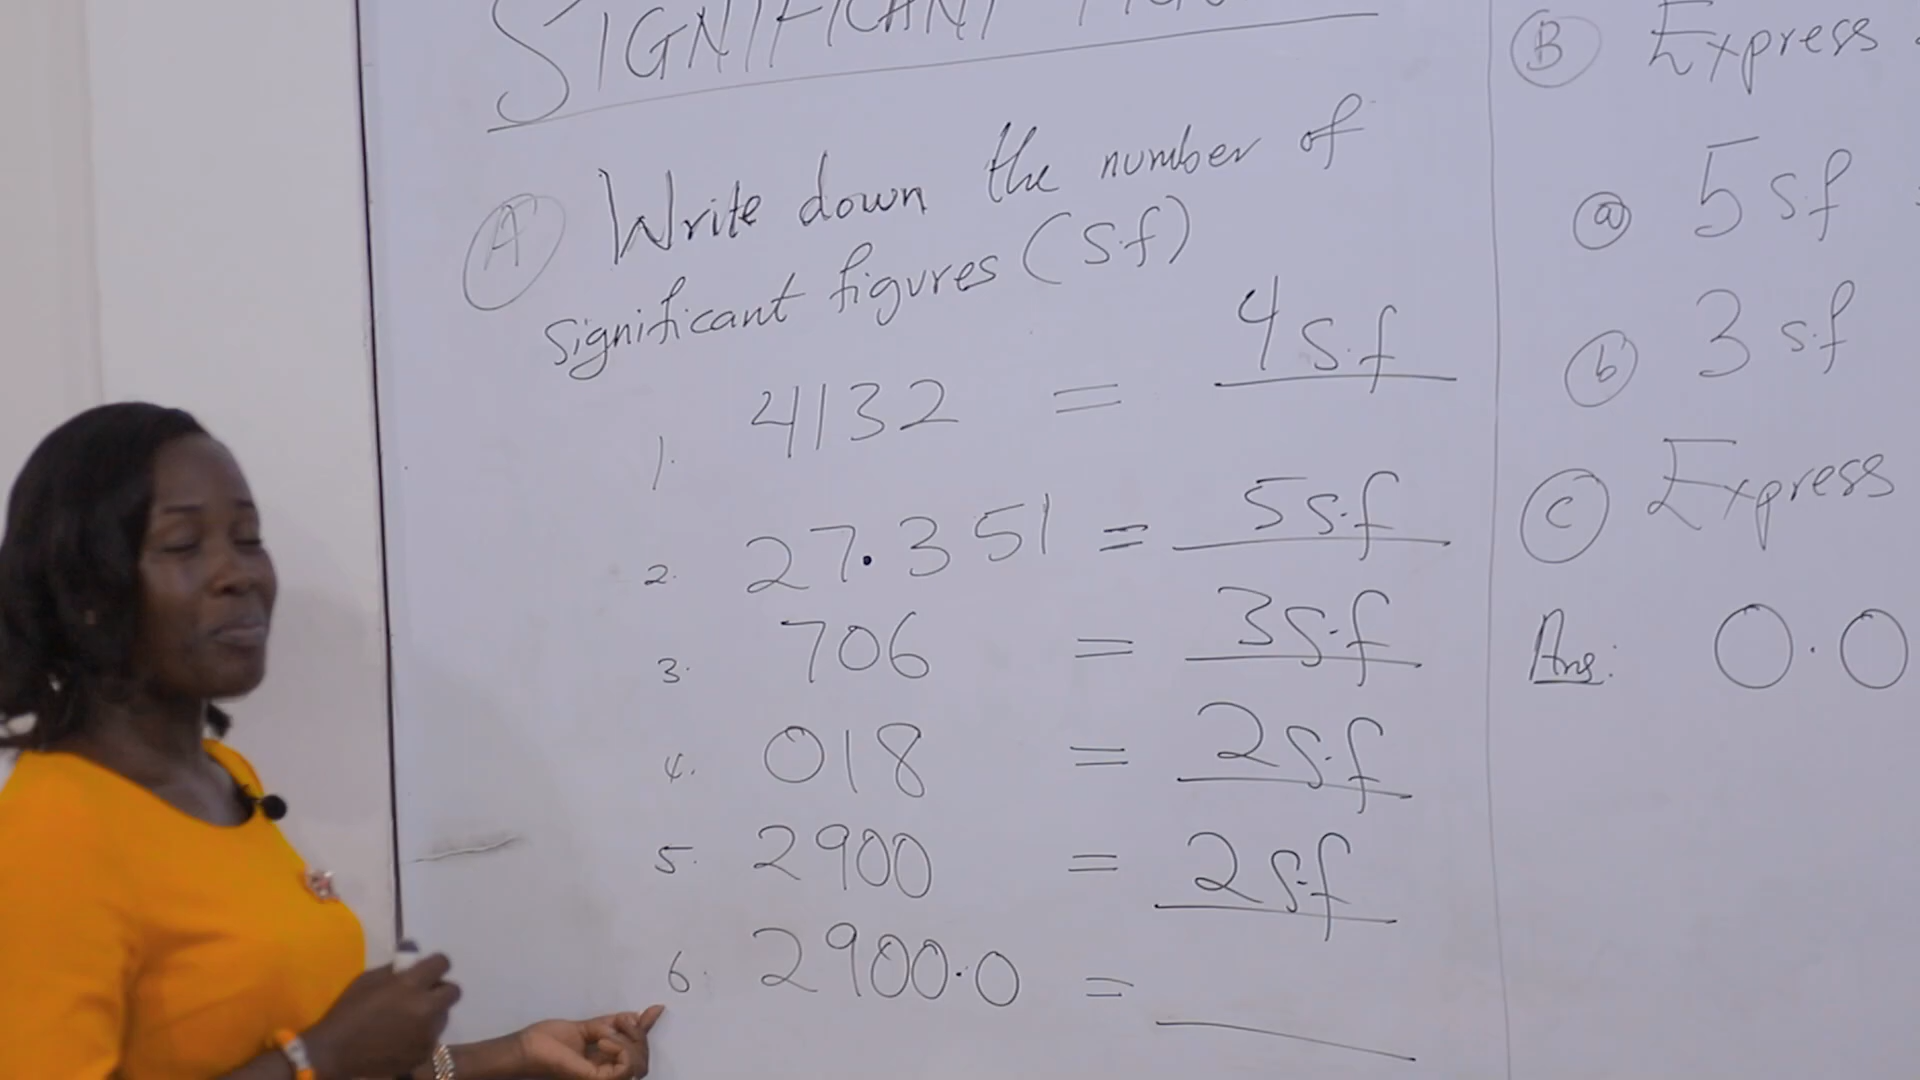 SIGNIFICANT
A Write down the number of
significant figures (s.f)
1. 4132 = 4 s.f
2. 27.351 = 5 s.f
3. 706 = 3 s.f
4. 018 = 2 s.f
5. 2900 = 2 s.f
6. 2900.0 =
B Express
a 5 s f
b 3 s.f
c Express
Ans: 0.0